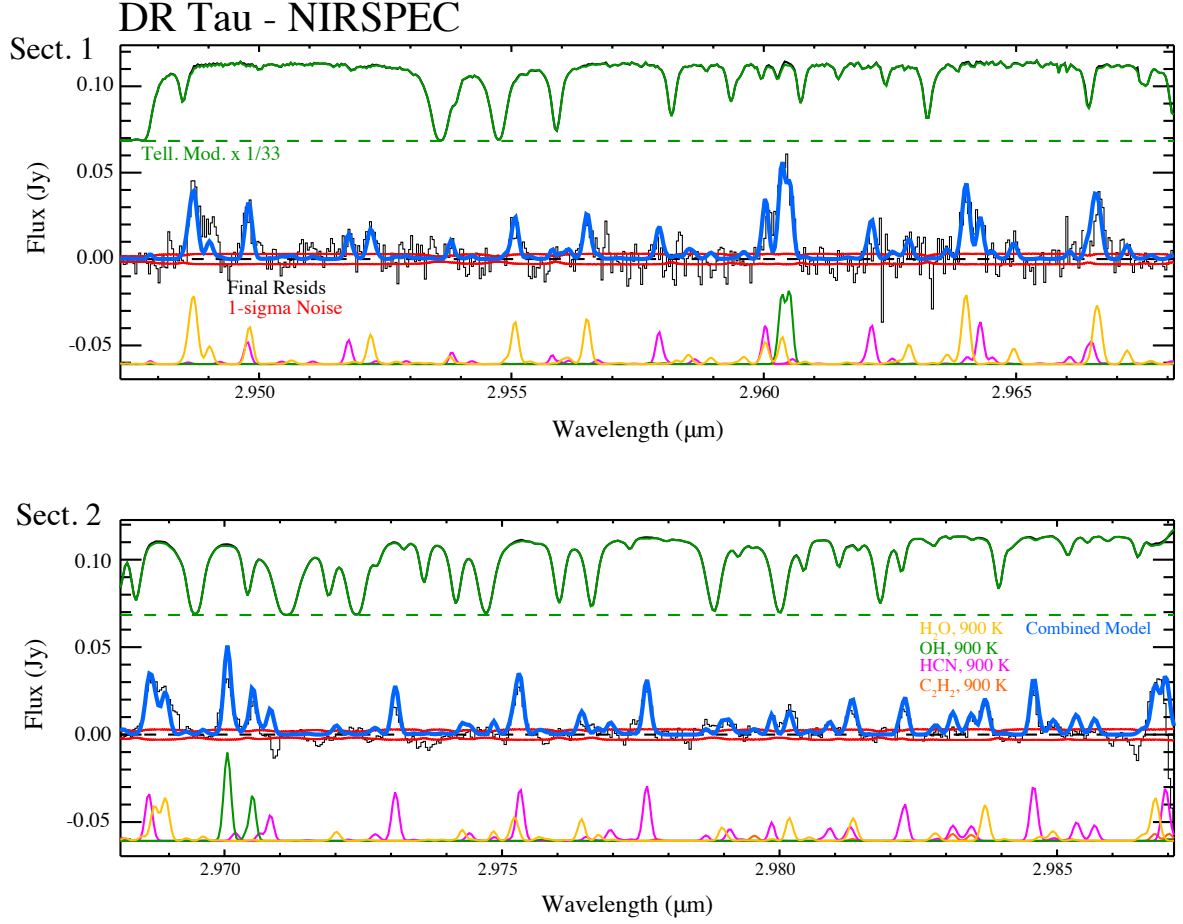 DR Tau - NIRSPEC
Sect. 1
0.10
Tell. Mod. x 1/33
0.05
Flux (Jy)
0.00
Final Resids
1-sigma Noise
-0.05
2.950 2.955 2.960 2.965
Wavelength (μm)
Sect. 2
0.10
H₂O, 900 K Combined Model
OH, 900 K
HCN, 900 K
C₂H₂, 900 K
0.05
Flux (Jy)
0.00
-0.05
2.970 2.975 2.980 2.985
Wavelength (μm)